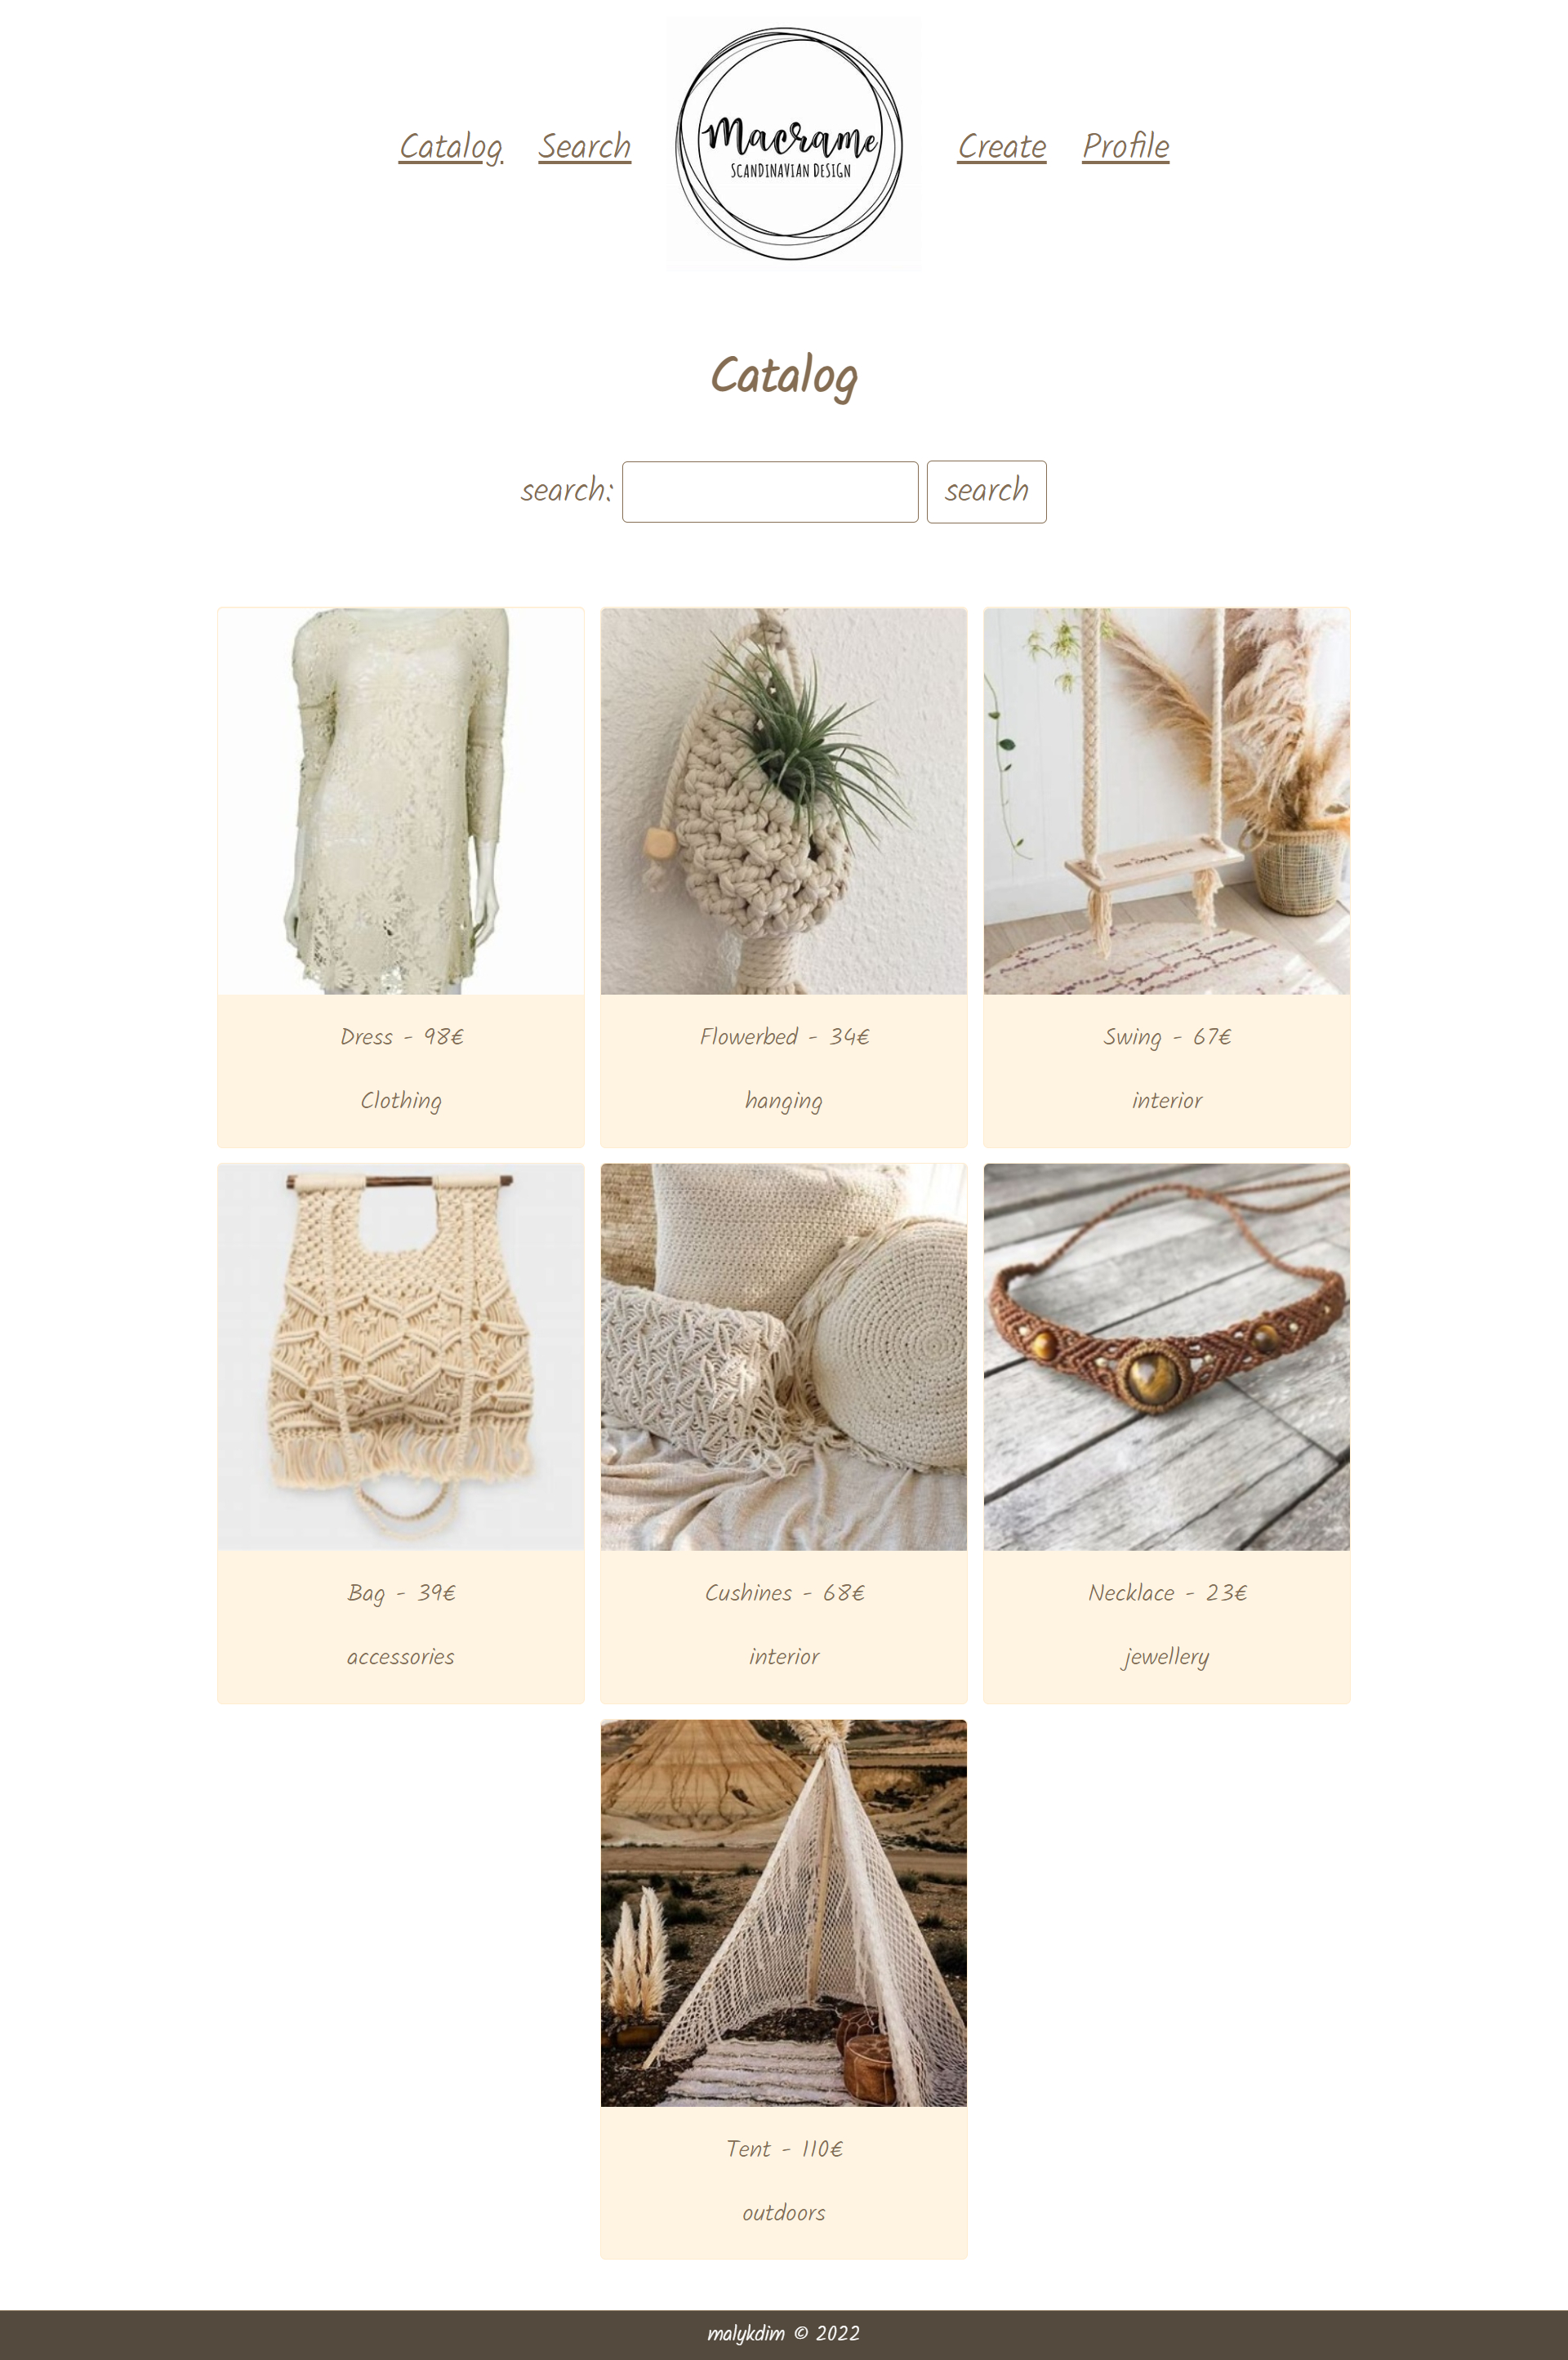 Catalog Search Macrame Create Profile
SCANDINAVIAN DESIGN
Catalog
search: search
Dress - 98€ Flowerbed - 34€ Swing - 67€
Clothing hanging interior
Bag - 39€ Cushines - 68€ Necklace - 23€
accessories interior jewellery
Tent - 110€
outdoors
malykdim © 2022